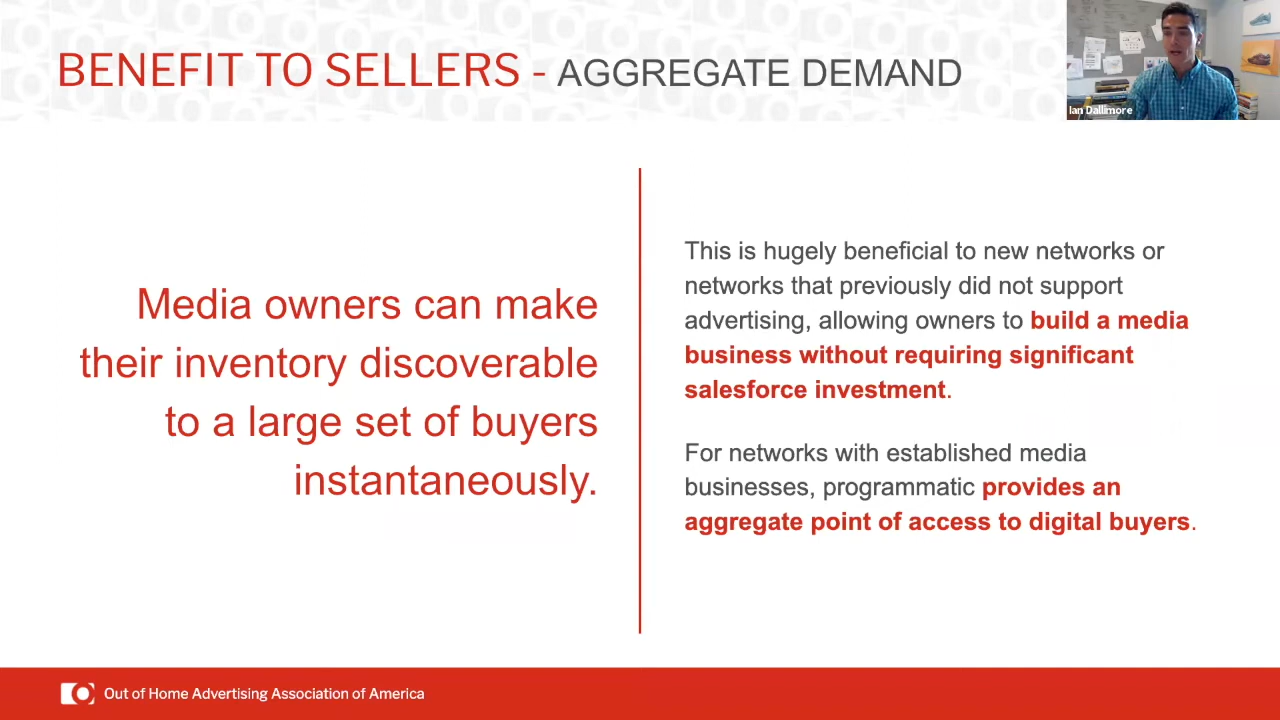 BENEFIT TO SELLERS - AGGREGATE DEMAND
Ian Dallimore
Media owners can make
their inventory discoverable
to a large set of buyers
instantaneously.
This is hugely beneficial to new networks or
networks that previously did not support
advertising, allowing owners to build a media
business without requiring significant
salesforce investment.
For networks with established media
businesses, programmatic provides an
aggregate point of access to digital buyers.
Out of Home Advertising Association of America